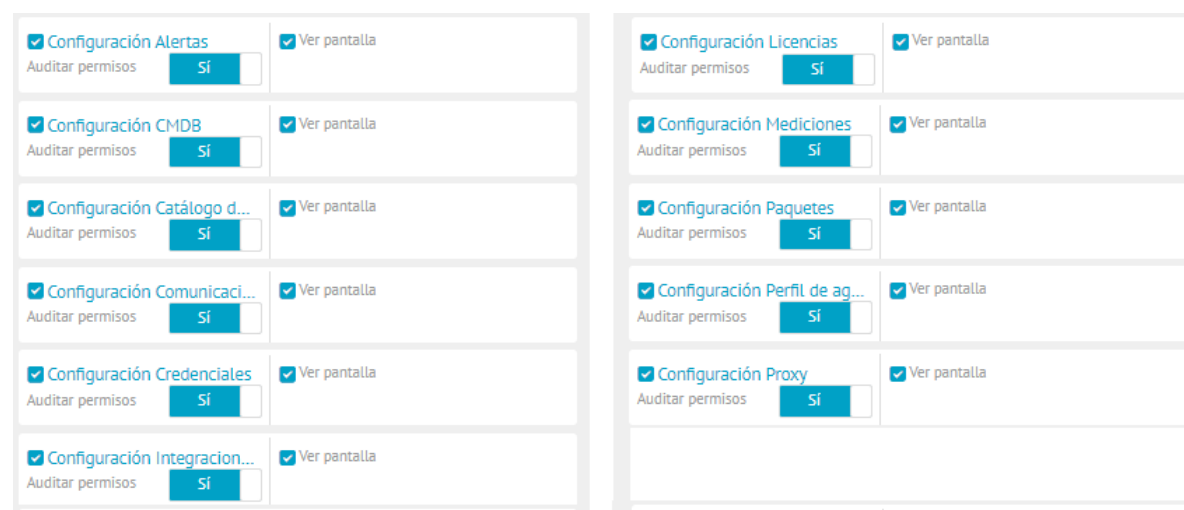 Configuración Alertas
Ver pantalla
Auditar permisos
Sí
Configuración CMDB
Ver pantalla
Auditar permisos
Sí
Configuración Catálogo d...
Ver pantalla
Auditar permisos
Sí
Configuración Comunicaci...
Ver pantalla
Auditar permisos
Sí
Configuración Credenciales
Ver pantalla
Auditar permisos
Sí
Configuración Integracion...
Ver pantalla
Auditar permisos
Sí
Configuración Licencias
Ver pantalla
Auditar permisos
Sí
Configuración Mediciones
Ver pantalla
Auditar permisos
Sí
Configuración Paquetes
Ver pantalla
Auditar permisos
Sí
Configuración Perfil de ag...
Ver pantalla
Auditar permisos
Sí
Configuración Proxy
Ver pantalla
Auditar permisos
Sí